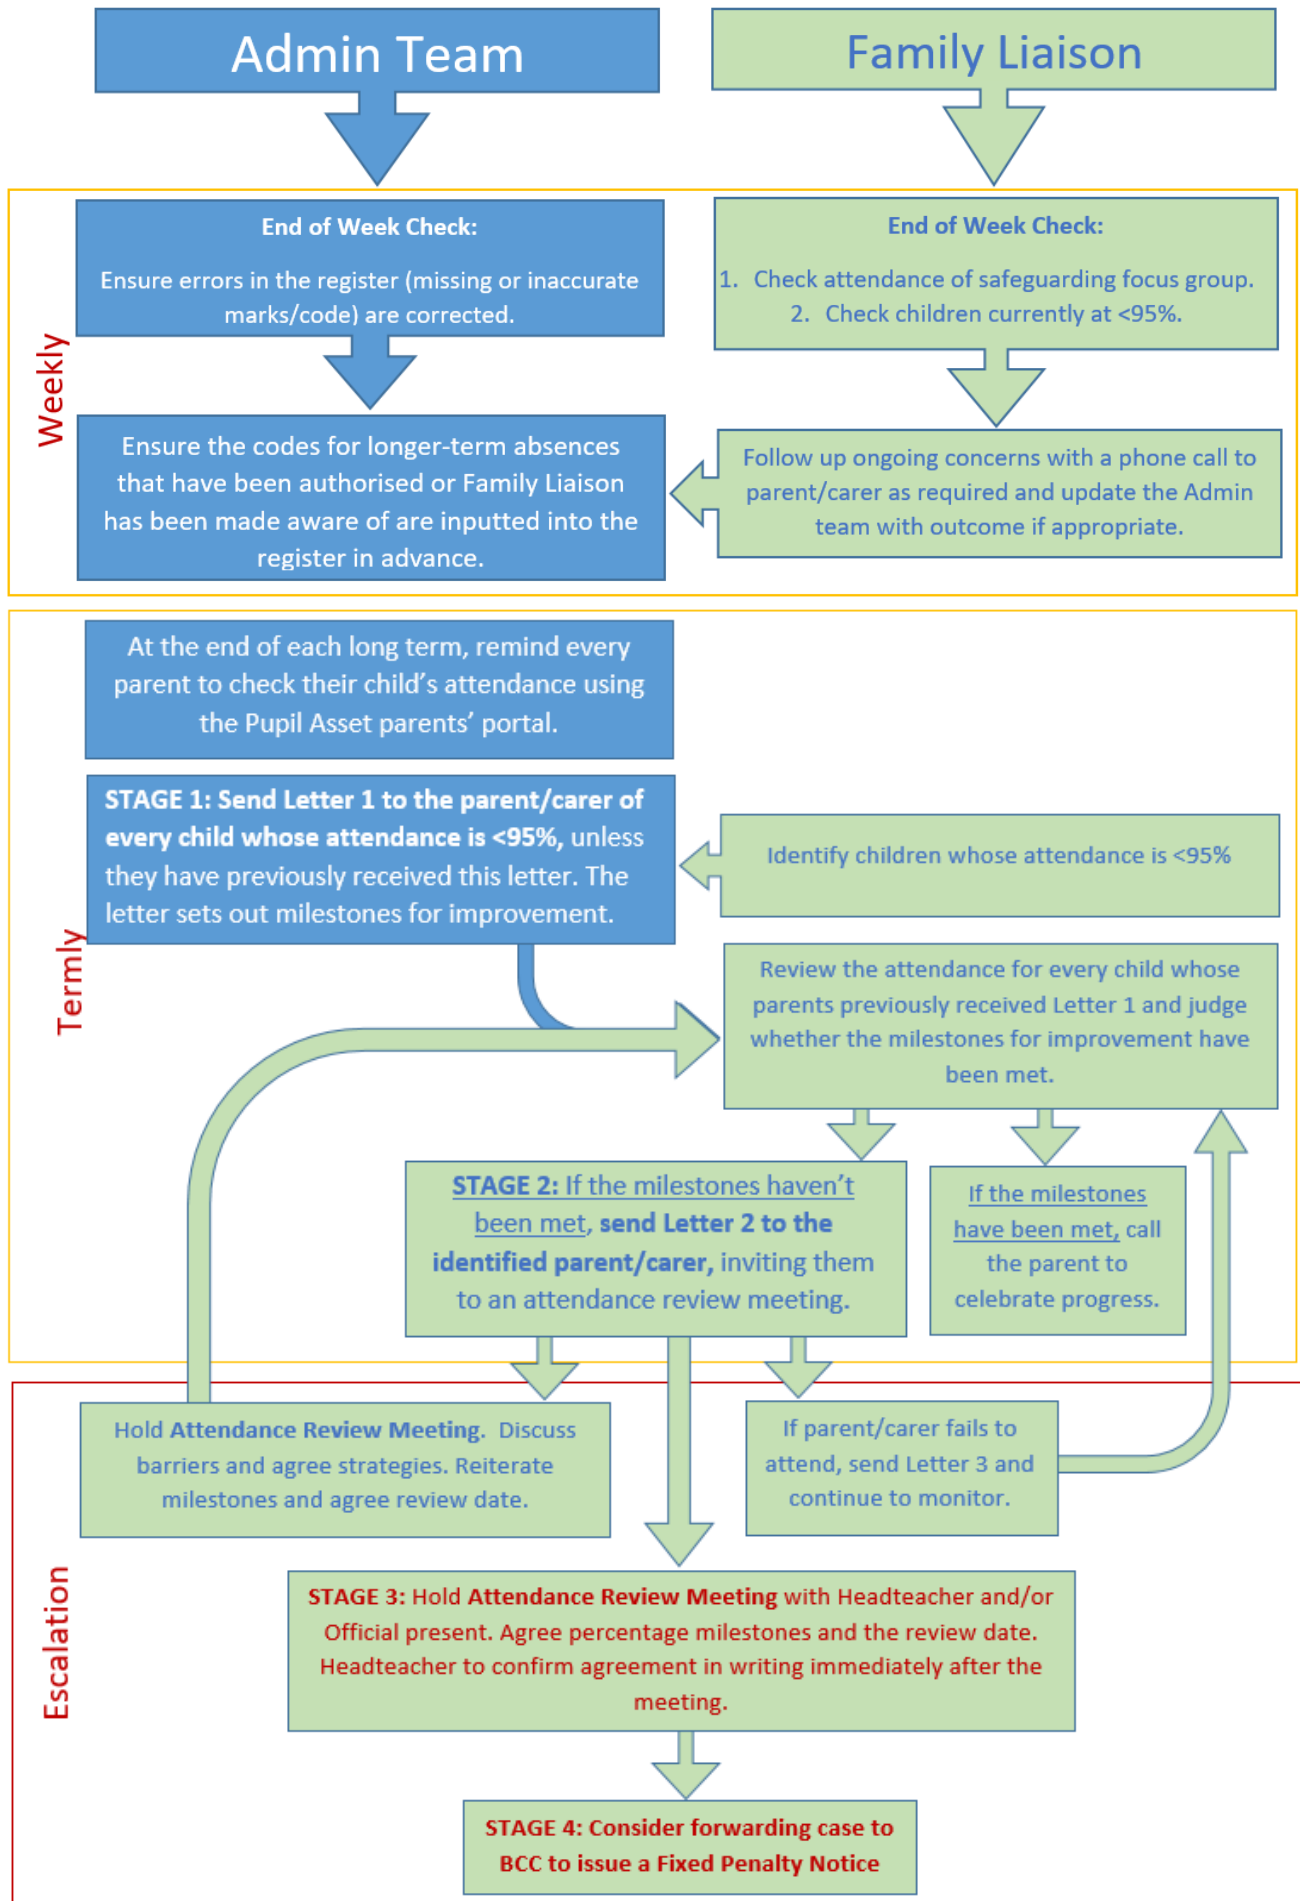 Admin Team
Family Liaison
Weekly
End of Week Check:
Ensure errors in the register (missing or inaccurate
marks/code) are corrected.
End of Week Check:
1. Check attendance of safeguarding focus group.
2. Check children currently at <95%.
Ensure the codes for longer-term absences
that have been authorised or Family Liaison
has been made aware of are inputted into the
register in advance.
Follow up ongoing concerns with a phone call to
parent/carer as required and update the Admin
team with outcome if appropriate.
Termly
At the end of each long term, remind every
parent to check their child's attendance using
the Pupil Asset parents' portal.
STAGE 1: Send Letter 1 to the parent/carer of
every child whose attendance is <95%, unless
they have previously received this letter. The
letter sets out milestones for improvement.
Identify children whose attendance is <95%
Review the attendance for every child whose
parents previously received Letter 1 and judge
whether the milestones for improvement have
been met.
STAGE 2: If the milestones haven't
been met, send Letter 2 to the
identified parent/carer, inviting them
to an attendance review meeting.
If the milestones
have been met, call
the parent to
celebrate progress.
Escalation
Hold Attendance Review Meeting. Discuss
barriers and agree strategies. Reiterate
milestones and agree review date.
If parent/carer fails to
attend, send Letter 3 and
continue to monitor.
STAGE 3: Hold Attendance Review Meeting with Headteacher and/or
Official present. Agree percentage milestones and the review date.
Headteacher to confirm agreement in writing immediately after the
meeting.
STAGE 4: Consider forwarding case to
BCC to issue a Fixed Penalty Notice